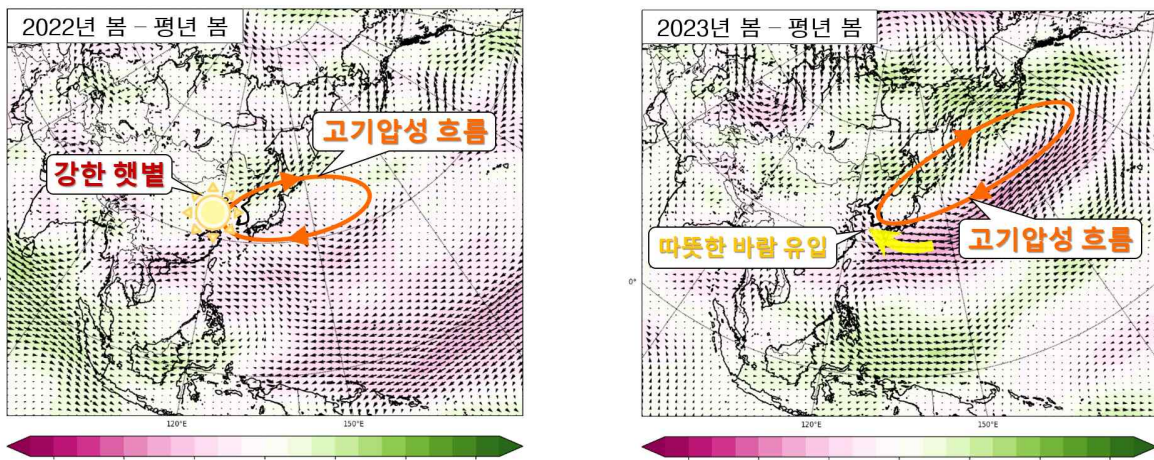 2022년 봄 – 평년 봄
고기압성 흐름
강한 햇볕
120°E
150°E
2023년 봄 – 평년 봄
따뜻한 바람 유입
고기압성 흐름
0°
120°E
150°E